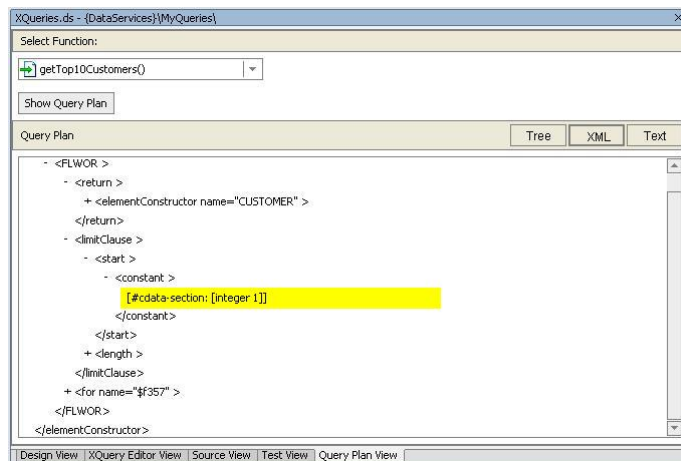 XQueries.ds - {DataServices}\MyQueries\
Select Function:
getTop10Customers()
Show Query Plan
Query Plan Tree XML Text
- <FLWOR >
- <return >
+ <elementConstructor name="CUSTOMER" >
</return>
- <limitClause >
- <start >
- <constant >
[#cdata-section: [integer 1]]
</constant>
</start>
+ <length >
</limitClause>
+ <for name="$f357" >
</FLWOR>
</elementConstructor>
Design View | XQuery Editor View | Source View | Test View | Query Plan View